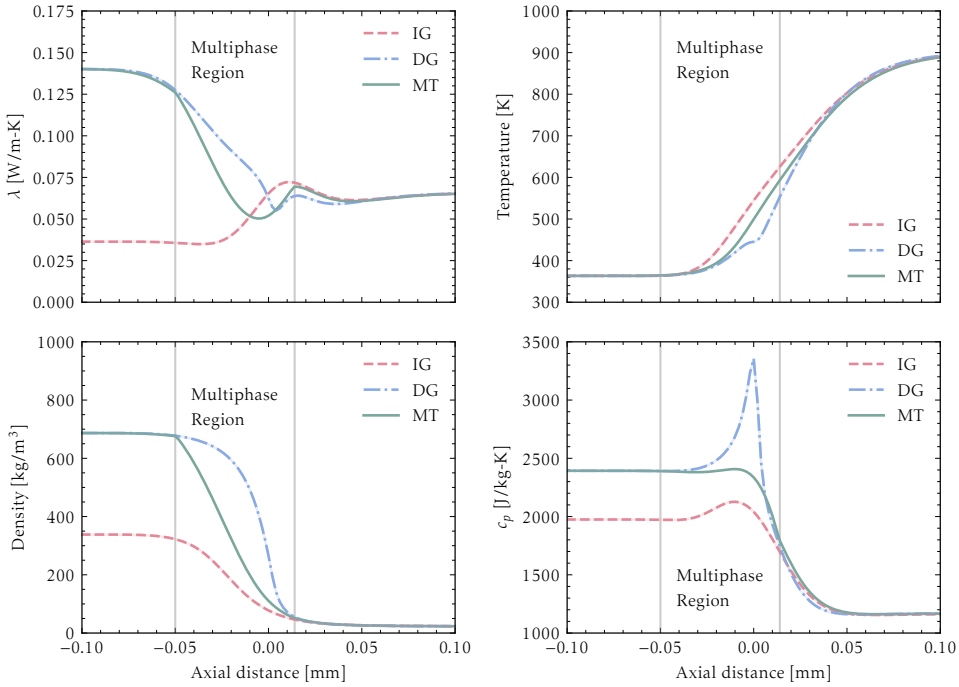 0.175
0.150
0.125
0.100
0.075
0.050
0.025
0.000
λ [W/m-K]
Multiphase
Region
IG
DG
MT
1000
900
800
700
600
500
400
300
Temperature [K]
Multiphase
Region
IG
DG
MT
1000
800
600
400
200
0
Density [kg/m³]
Multiphase
Region
IG
DG
MT
−0.10
−0.05
0.00
0.05
0.10
Axial distance [mm]
3500
3000
2500
2000
1500
1000
cₚ [J/kg-K]
IG
DG
MT
Multiphase
Region
−0.10
−0.05
0.00
0.05
0.10
Axial distance [mm]